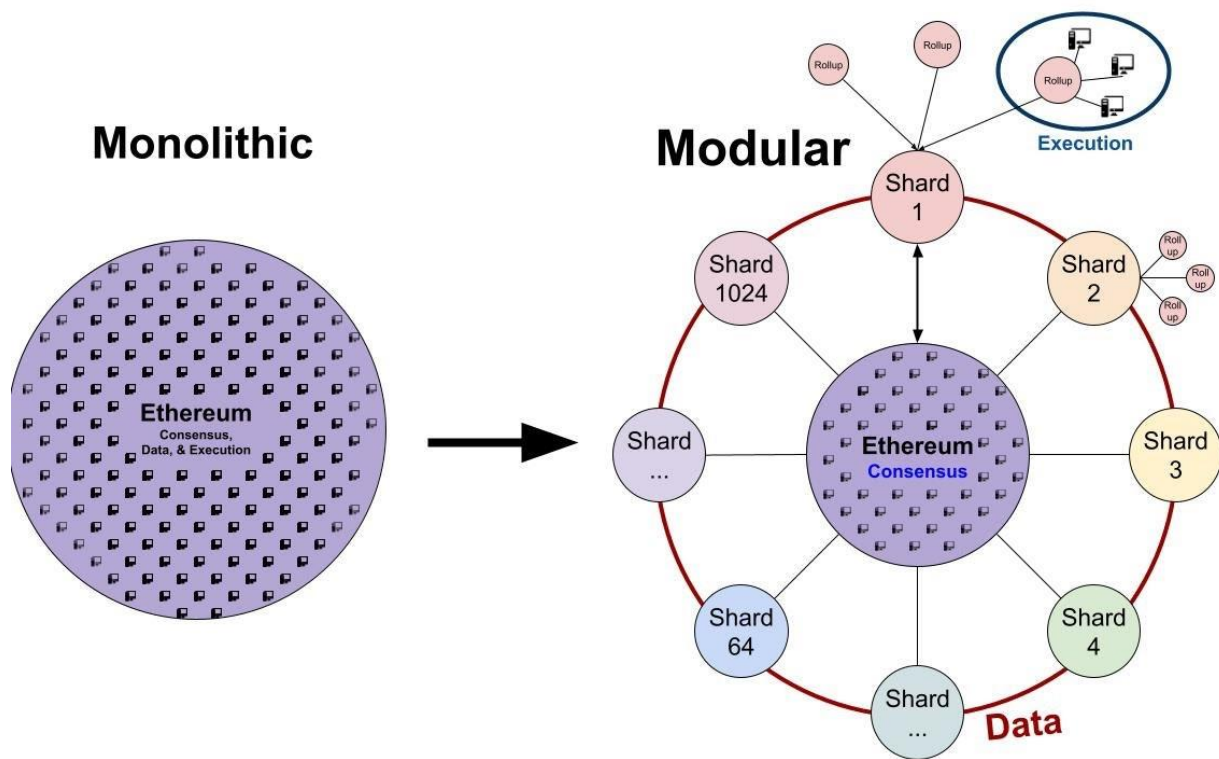 Monolithic
Ethereum
Consensus,
Data, & Execution
Modular
Rollup
Rollup
Rollup
Execution
Shard
1
Shard
2
Roll
up
Roll
up
Roll
up
Shard
3
Shard
4
Shard
...
Shard
64
Shard
...
Shard
1024
Ethereum
Consensus
Data